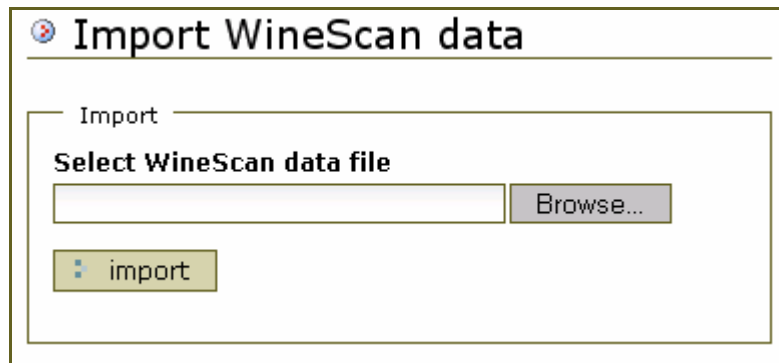 Import WineScan data
Import
Select WineScan data file
Browse...
import